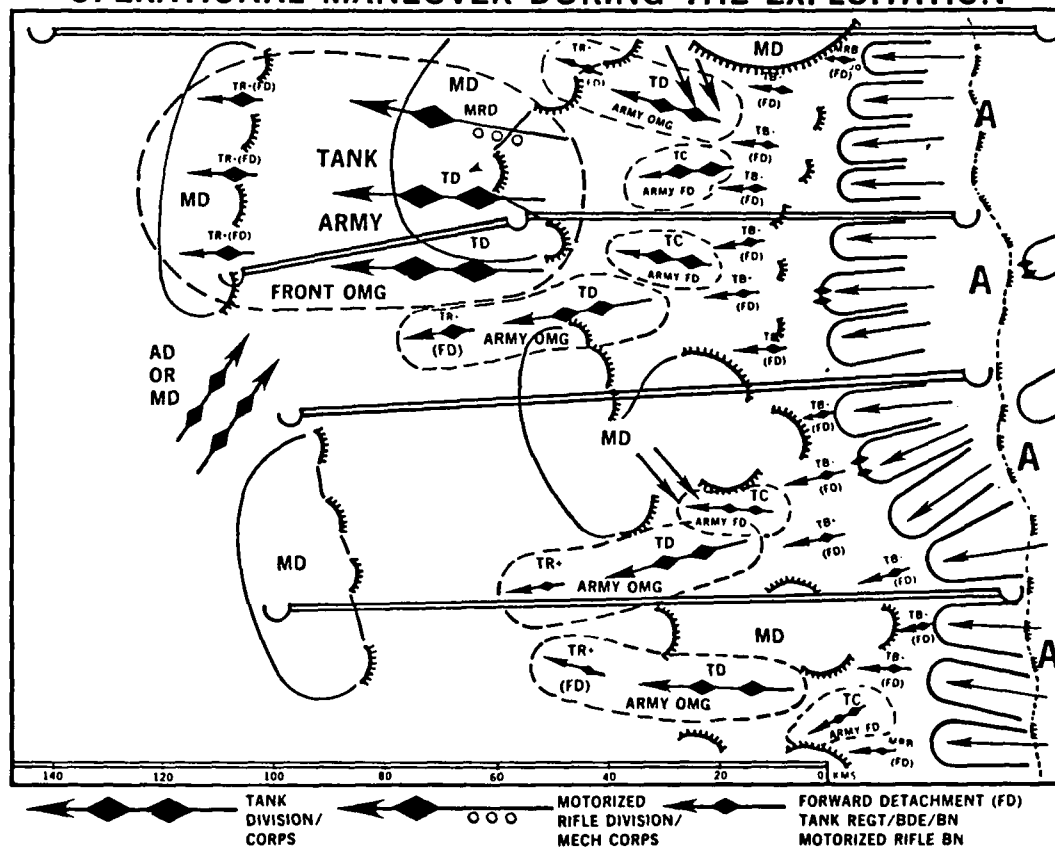 OPERATIONAL MANEUVER DURING THE EXPLOITATION
MD
TR-
(FD)
MD
MRB
(FD)
TB-
(FD)
TD
ARMY OMG
TR+(FD)
MRD
A
TANK
TB-
(FD)
TC
ARMY FD
TB-
(FD)
TR+(FD)
MD
TD
ARMY
TR+(FD)
TD
TC
ARMY FD
TB-
(FD)
FRONT OMG
A
TB-
(FD)
TD
TR-
(FD)
ARMY OMG
(FD)
AD
OR
MD
TB-
(FD)
MD
A
TB-
(FD)
TC
ARMY FD
TB-
(FD)
TD
MD
TR+
ARMY OMG
TB-
(FD)
MD
TB-
(FD)
TR+
(FD)
TD
ARMY OMG
TB-
(FD)
A
TC
ARMY FD
(FD)
140 120 100 80 60 40 20 0 KMS
TANK
DIVISION/
CORPS
MOTORIZED
RIFLE DIVISION/
MECH CORPS
FORWARD DETACHMENT (FD)
TANK REGT/BDE/BN
MOTORIZED RIFLE BN